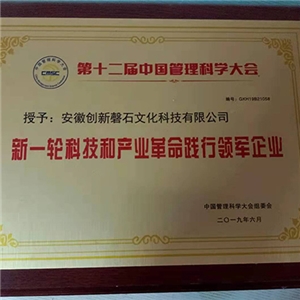 第十二届中国管理科学大会
CMSC
授予：安徽创新磐石文化科技有限公司
新一轮科技和产业革命践行领军企业
中国管理科学大会组委会
二〇一九年六月